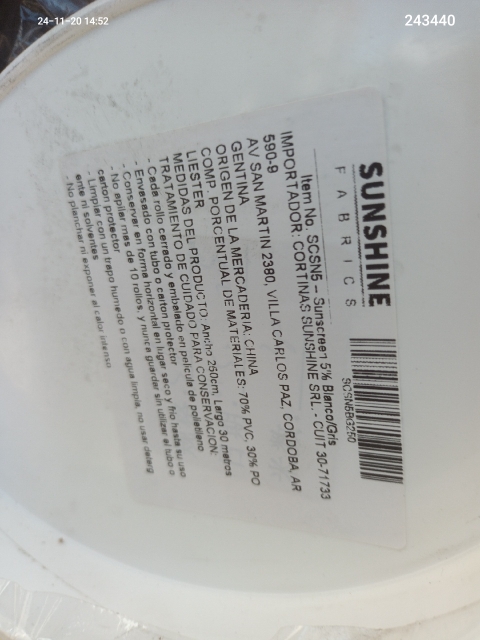 24-11-20 14:52
243440
SUNSHINE
FABRICS
SCSN5BG250
Item No. SCSN5 – Sunscreen 5% Blanco/Gris
IMPORTADOR: CORTINAS SUNSHINE SRL - CUIT 30-71733
590-9
AV SAN MARTIN 2380, VILLA CARLOS PAZ, CORDOBA, AR
GENTINA
ORIGEN DE LA MERCADERIA: CHINA
COMP. PORCENTUAL DE MATERIALES: 70% PVC, 30% PO
LIESTER
MEDIDAS DEL PRODUCTO: Ancho 250cm, Largo 30 metros
TRATAMIENTO DE CUIDADO PARA CONSERVACION:
- Cada rollo cerrado y embalado en pelicula de polietileno
- Envasado con tubo o carton protector
- Conservar en forma horizontal en lugar seco y frio hasta su uso
- No apilar mas de 10 rollos, y nunca guardar sin utilizar el tubo o
carton protector
- Limpiar con un trapo humedo o con agua limpia, no usar deterg
ente ni solventes
- No planchar ni exponer al calor intenso